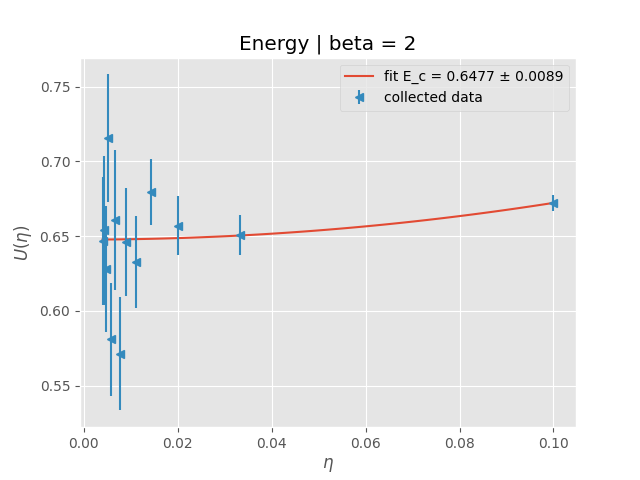 Energy | beta = 2
fit E_c = 0.6477 ± 0.0089
collected data
U(η)
0.75
0.70
0.65
0.60
0.55
0.00 0.02 0.04 0.06 0.08 0.10
η